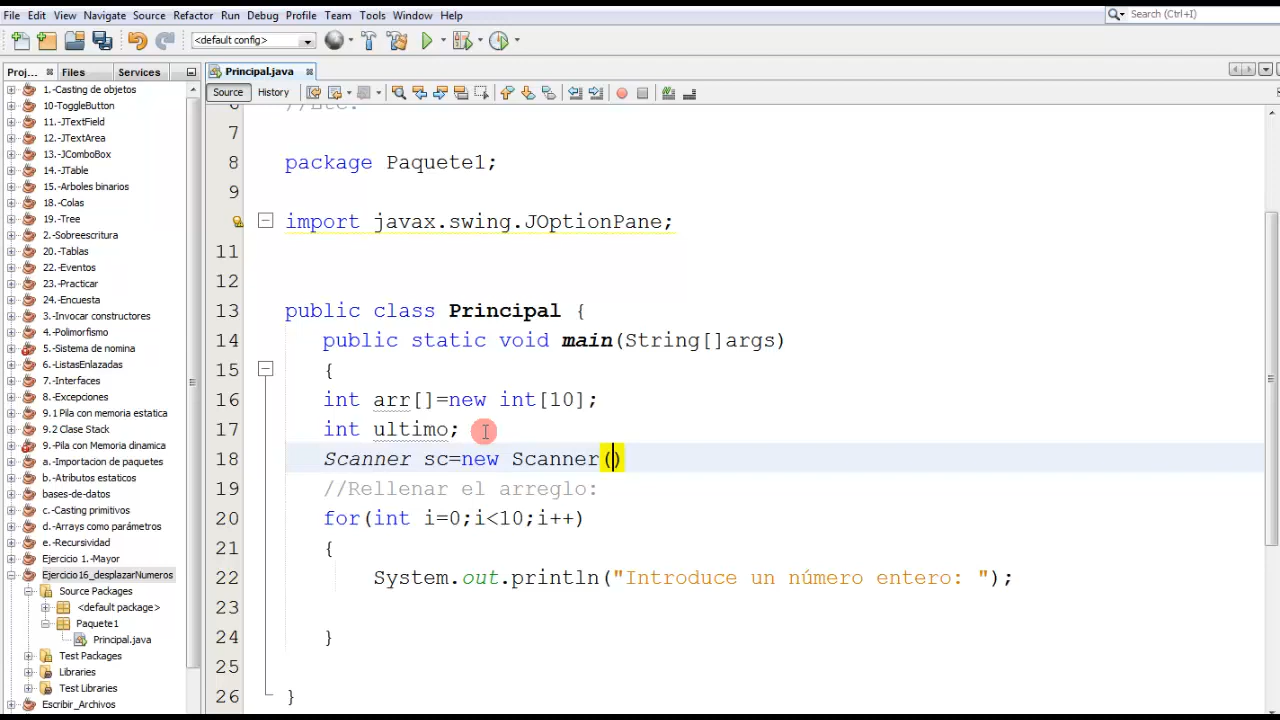 File Edit View Navigate Source Refactor Run Debug Profile Team Tools Window Help
Search (Ctrl+I)
<default config>
Proj... Files Services
Principal.java
Source History
1.-Casting de objetos
10-ToggleButton
11.-JTextField
12.-JTextArea
13.-JComboBox
14.-JTable
15.-Arboles binarios
18.-Colas
19.-Tree
2.-Sobreescritura
20.-Tablas
22.-Eventos
23.-Practicar
24.-Encuesta
3.-Invocar constructores
4.-Polimorfismo
5.-Sistema de nomina
6.-ListasEnlazadas
7.-Interfaces
8.-Excepciones
9.1 Pila con memoria estatica
9.2 Clase Stack
9.-Pila con Memoria dinamica
a.-Importacion de paquetes
b.-Atributos estaticos
bases-de-datos
c.-Casting primitivos
d.-Arrays como parámetros
e.-Recursividad
Ejercicio 1.-Mayor
Ejercicio16_desplazarNumeros
Source Packages
<default package>
Paquete1
Principal.java
Test Packages
Libraries
Test Libraries
Escribir_Archivos
6 //Etc.
7
8 package Paquete1;
9
import javax.swing.JOptionPane;
11
12
13 public class Principal {
14 public static void main(String[]args)
15 {
16 int arr[]=new int[10];
17 int ultimo;
18 Scanner sc=new Scanner()
19 //Rellenar el arreglo:
20 for(int i=0;i<10;i++)
21 {
22 System.out.println("Introduce un número entero: ");
23
24 }
25
26 }